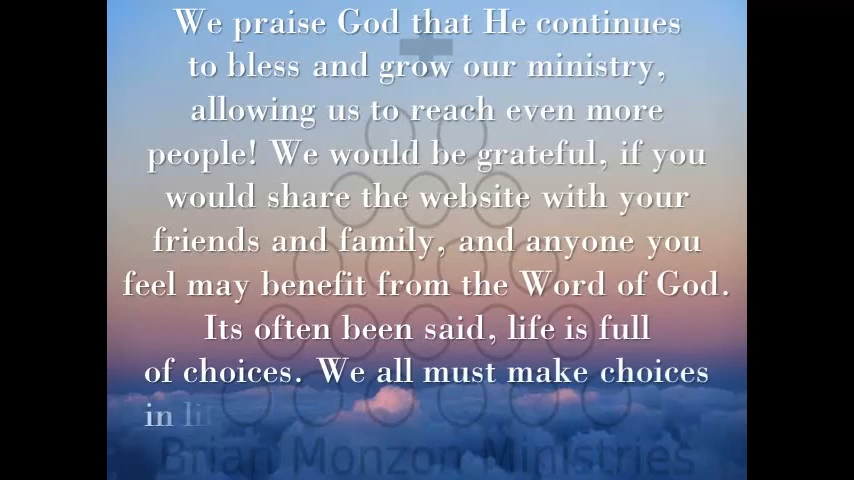 We praise God that He continues
to bless and grow our ministry,
allowing us to reach even more
people! We would be grateful, if you
would share the website with your
friends and family, and anyone you
feel may benefit from the Word of God.
Its often been said, life is full
of choices. We all must make choices
in li
Brian Monzon Ministries